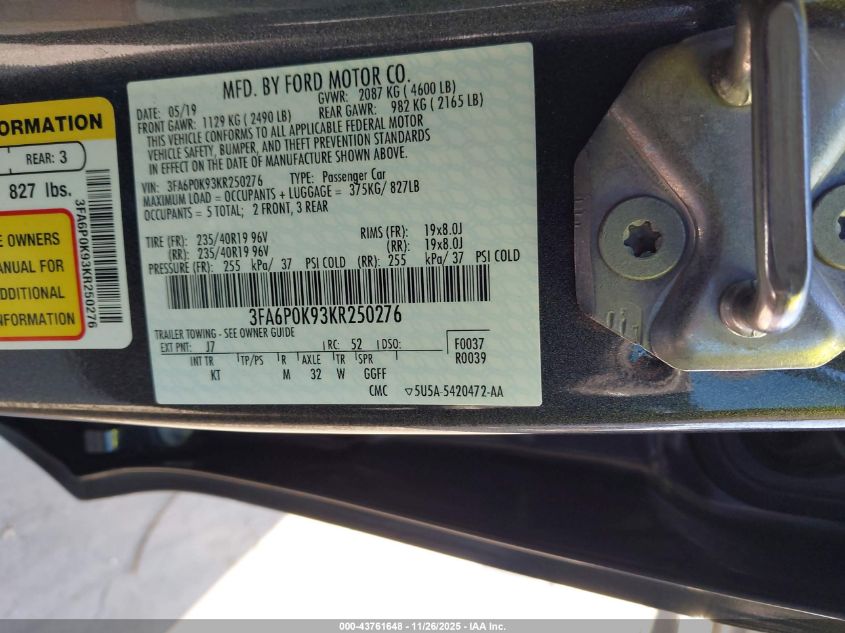 MFD. BY FORD MOTOR CO.
DATE: 05/19 GVWR: 2087 KG ( 4600 LB)
FRONT GAWR: 1129 KG ( 2490 LB) REAR GAWR: 982 KG ( 2165 LB)
THIS VEHICLE CONFORMS TO ALL APPLICABLE FEDERAL MOTOR
VEHICLE SAFETY, BUMPER, AND THEFT PREVENTION STANDARDS
IN EFFECT ON THE DATE OF MANUFACTURE SHOWN ABOVE.
VIN: 3FA6P0K93KR250276 TYPE: Passenger Car
MAXIMUM LOAD = OCCUPANTS + LUGGAGE = 375KG/ 827LB
OCCUPANTS = 5 TOTAL; 2 FRONT, 3 REAR
TIRE (FR): 235/40R19 96V RIMS (FR): 19x8.0J
(RR): 235/40R19 96V (RR): 19x8.0J
PRESSURE (FR): 255 kPa/ 37 PSI COLD (RR): 255 kPa/ 37 PSI COLD
3FA6P0K93KR250276
TRAILER TOWING - SEE OWNER GUIDE
EXT PNT: J7 RC: 52 DSO: F0037
R0039
INT TR TP/PS R AXLE TR SPR
KT M 32 W GGFF
CMC ▽5U5A-5420472-AA
FORMATION
REAR: 3
827 lbs.
E OWNERS
ANUAL FOR
ADDITIONAL
INFORMATION
3FA6P0K93KR250276
000-43761648 - 11/26/2025 - IAA Inc.